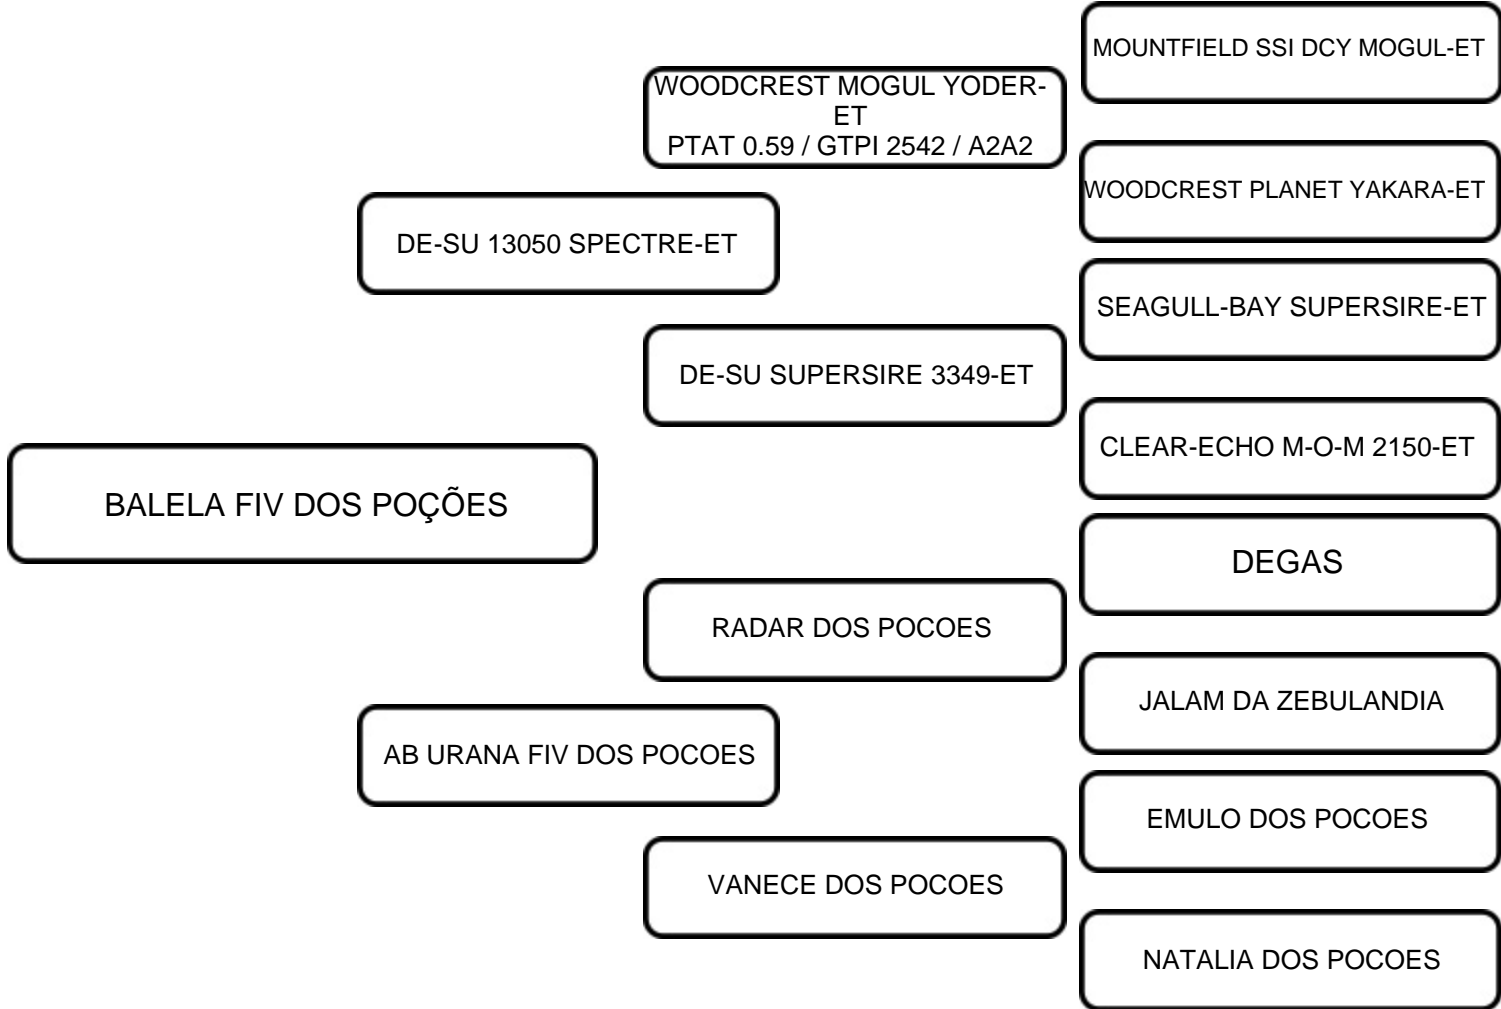 MOUNTFIELD SSI DCY MOGUL-ET
WOODCREST MOGUL YODER-
ET
PTAT 0.59 / GTPI 2542 / A2A2
WOODCREST PLANET YAKARA-ET
DE-SU 13050 SPECTRE-ET
SEAGULL-BAY SUPERSIRE-ET
DE-SU SUPERSIRE 3349-ET
CLEAR-ECHO M-O-M 2150-ET
BALELA FIV DOS POÇÕES
DEGAS
RADAR DOS POCOES
JALAM DA ZEBULANDIA
AB URANA FIV DOS POCOES
EMULO DOS POCOES
VANECE DOS POCOES
NATALIA DOS POCOES